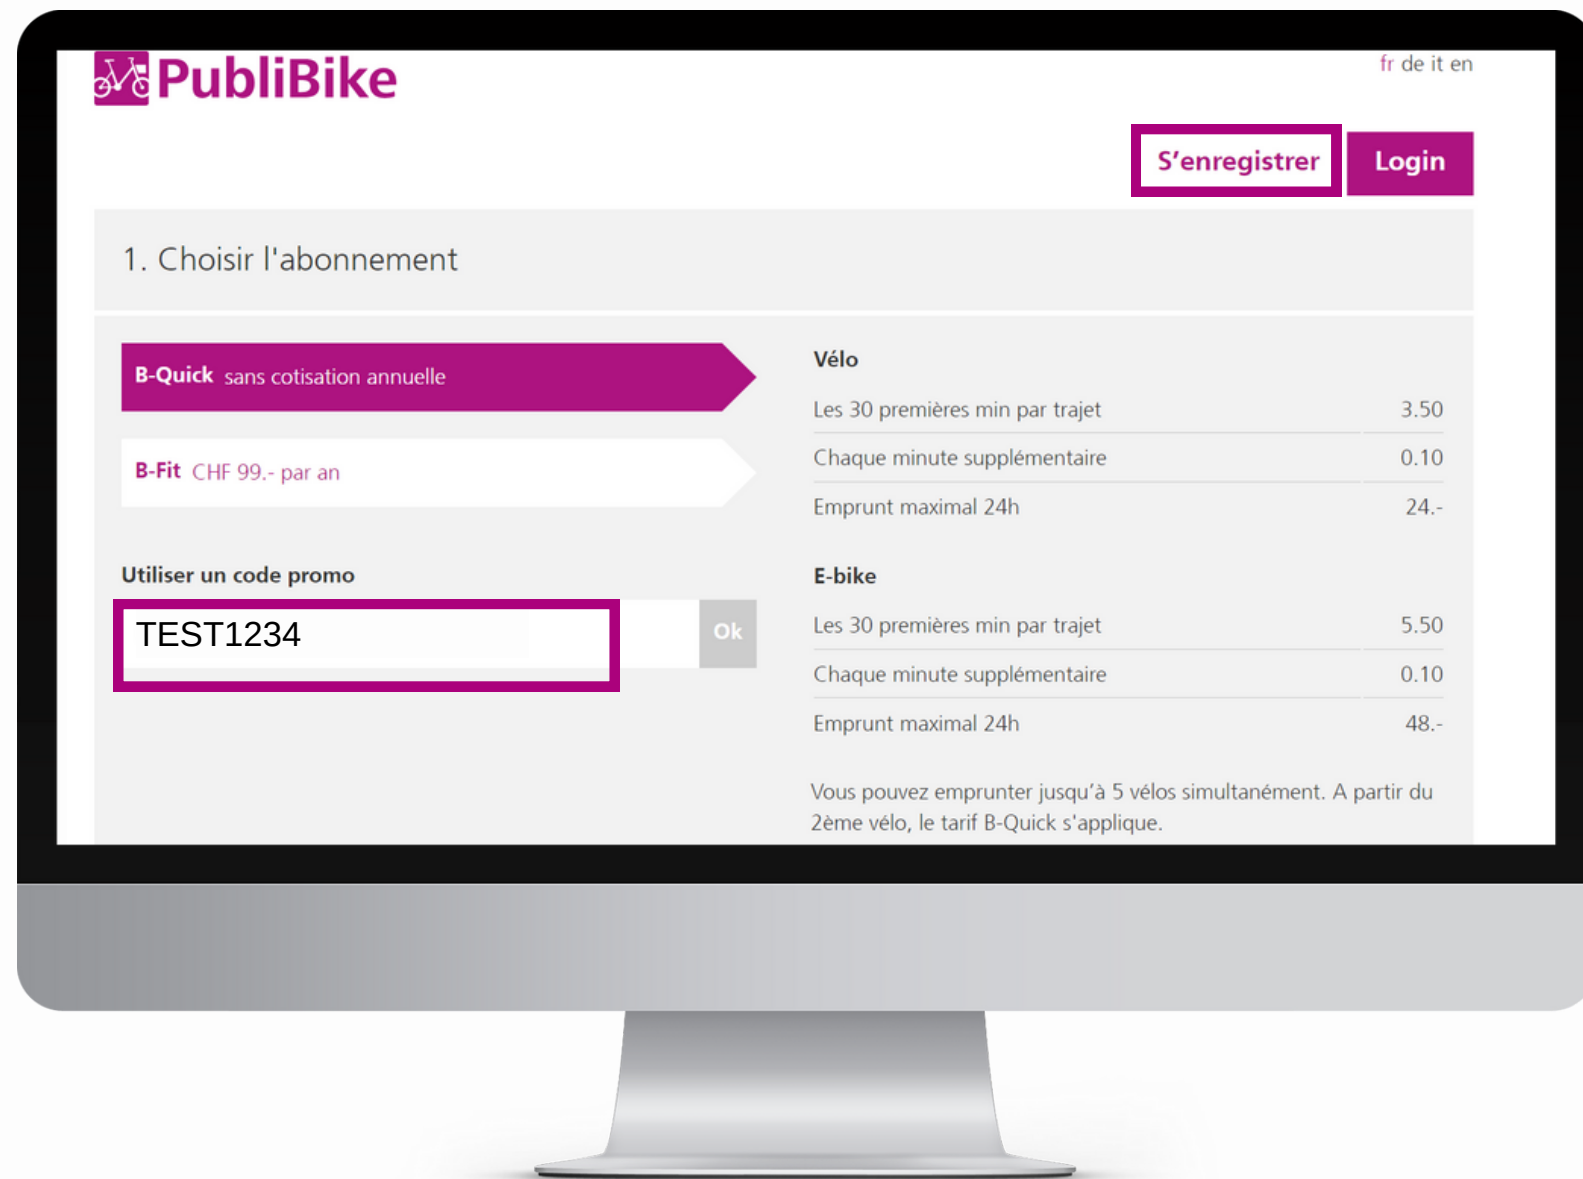 PubliBike
fr de it en
S'enregistrer
Login
1. Choisir l'abonnement
B-Quick sans cotisation annuelle
B-Fit CHF 99.- par an
Utiliser un code promo
TEST1234
Ok
Vélo
Les 30 premières min par trajet 3.50
Chaque minute supplémentaire 0.10
Emprunt maximal 24h 24.-
E-bike
Les 30 premières min par trajet 5.50
Chaque minute supplémentaire 0.10
Emprunt maximal 24h 48.-
Vous pouvez emprunter jusqu'à 5 vélos simultanément. A partir du
2ème vélo, le tarif B-Quick s'applique.